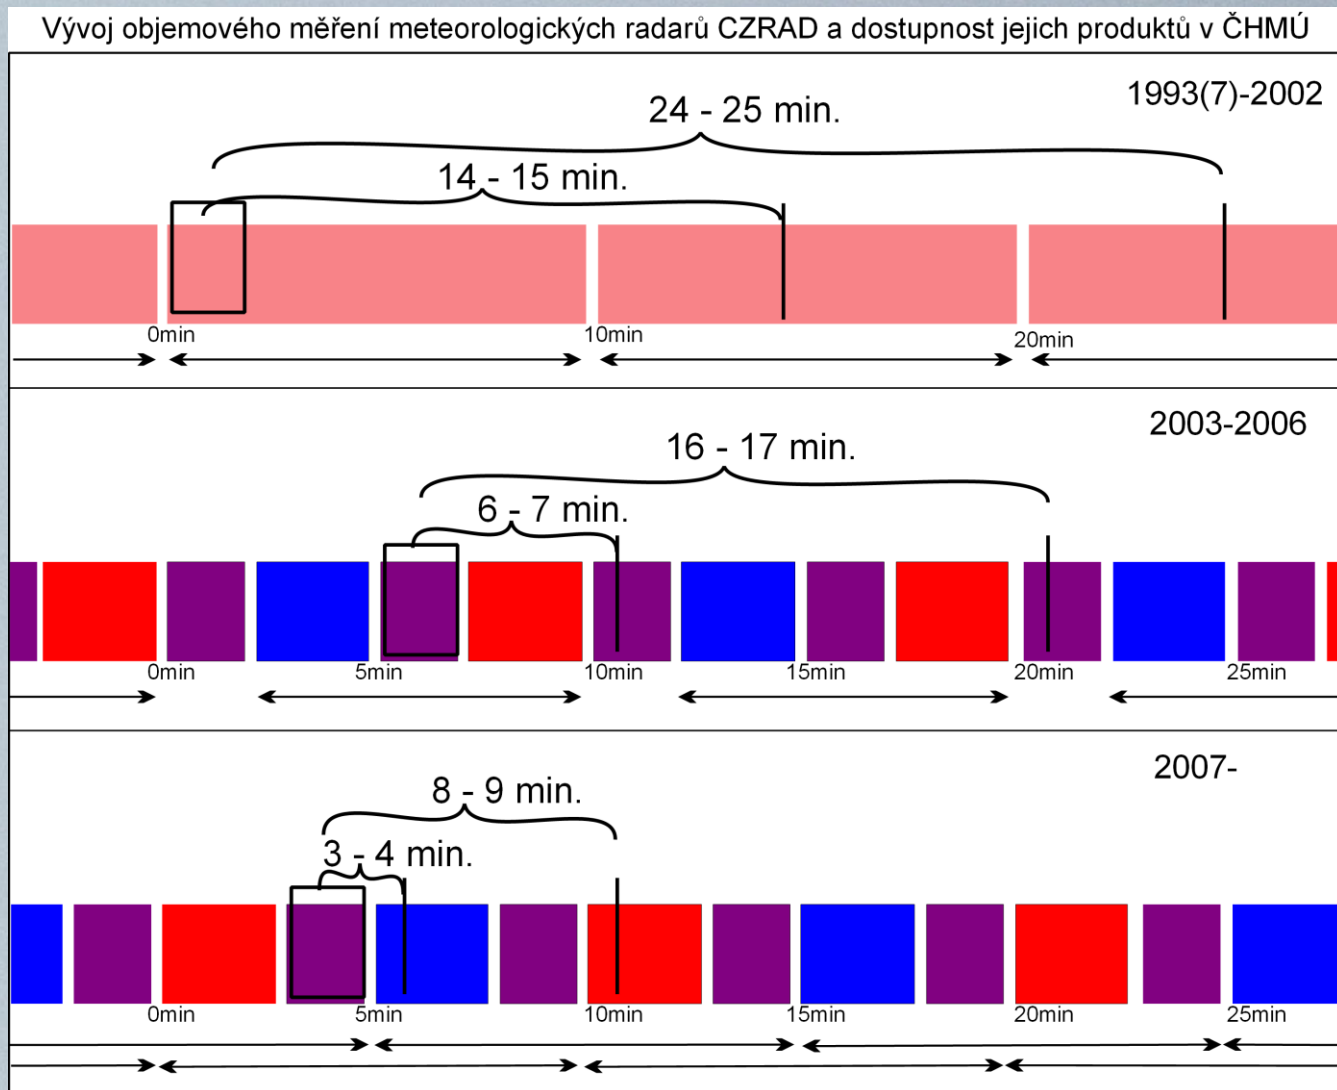 Vývoj objemového měření meteorologických radarů CZRAD a dostupnost jejich produktů v ČHMÚ
1993(7)-2002
24 - 25 min.
14 - 15 min.
0min 10min 20min
2003-2006
16 - 17 min.
6 - 7 min.
0min 5min 10min 15min 20min 25min
2007-
8 - 9 min.
3 - 4 min.
0min 5min 10min 15min 20min 25min